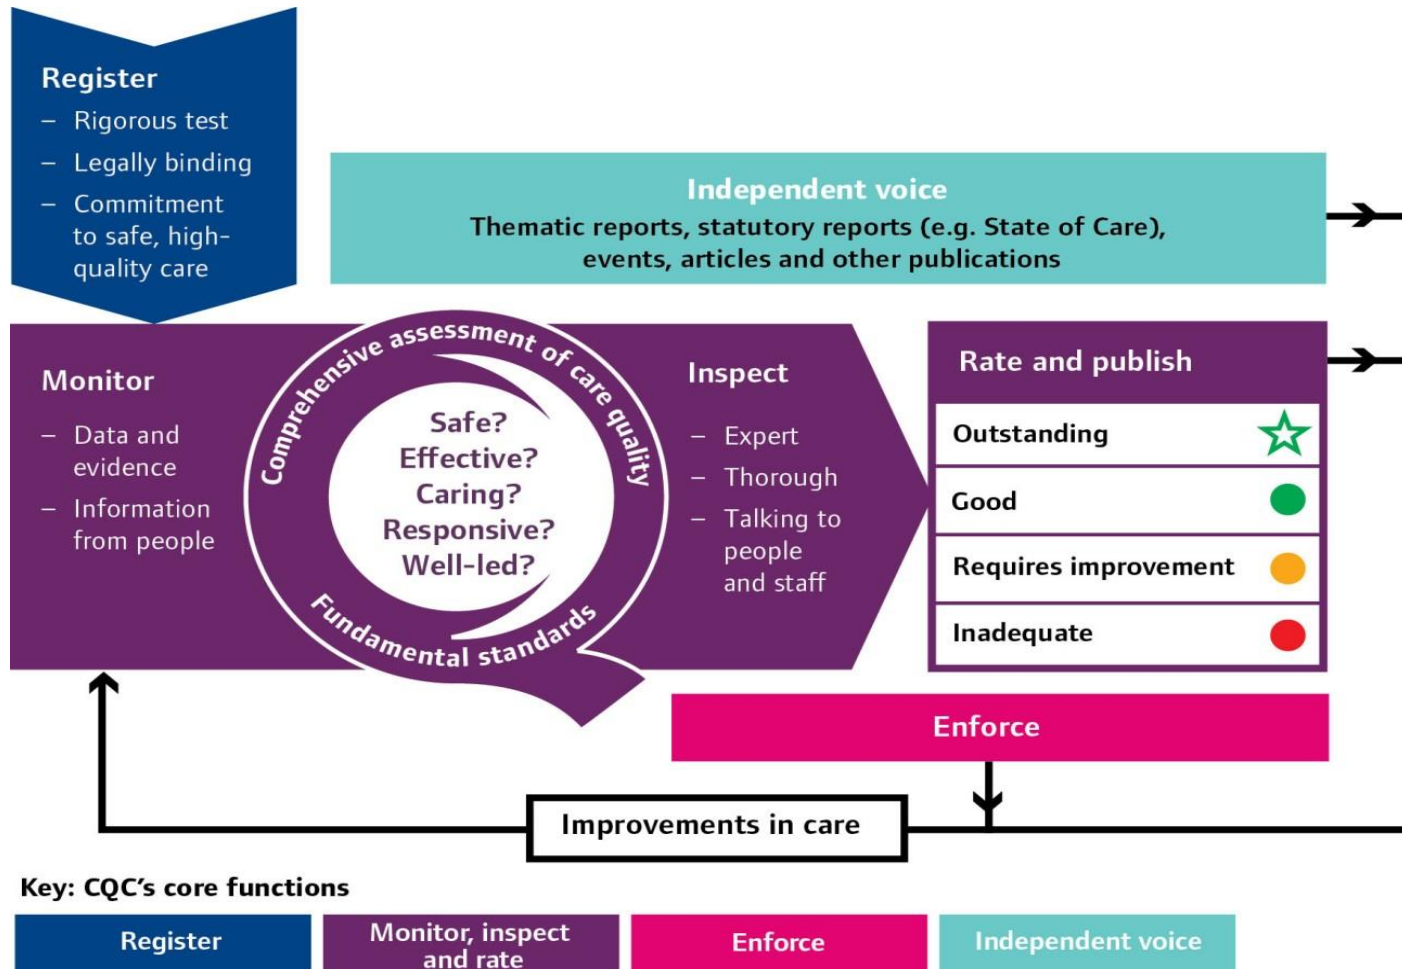 Register
– Rigorous test
– Legally binding
– Commitment
to safe, high-
quality care
Independent voice
Thematic reports, statutory reports (e.g. State of Care),
events, articles and other publications
Monitor
– Data and
evidence
– Information
from people
Comprehensive assessment of care quality
Safe?
Effective?
Caring?
Responsive?
Well-led?
Fundamental standards
Inspect
– Expert
– Thorough
– Talking to
people
and staff
Rate and publish
Outstanding
Good
Requires improvement
Inadequate
Enforce
Improvements in care
Key: CQC’s core functions
Register
Monitor, inspect
and rate
Enforce
Independent voice